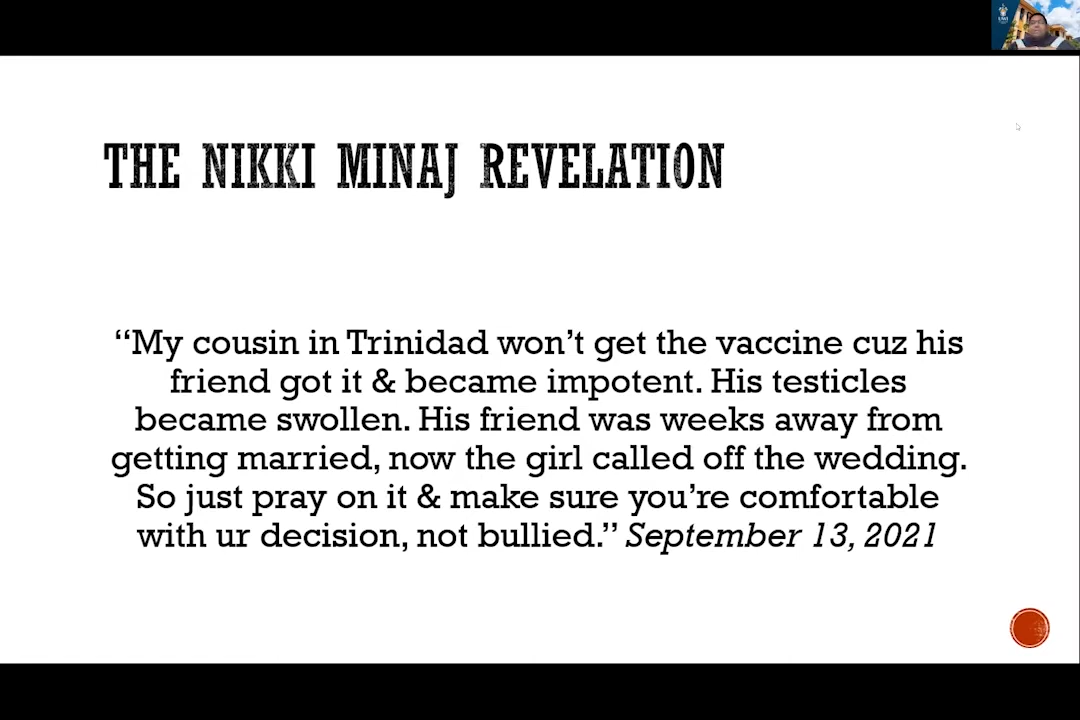 THE NIKKI MINAJ REVELATION
“My cousin in Trinidad won’t get the vaccine cuz his
friend got it & became impotent. His testicles
became swollen. His friend was weeks away from
getting married, now the girl called off the wedding.
So just pray on it & make sure you’re comfortable
with ur decision, not bullied.” September 13, 2021